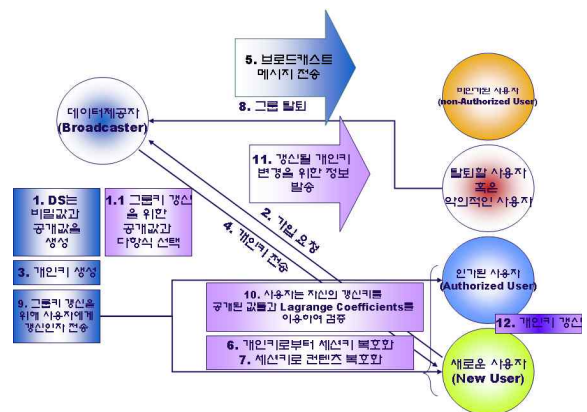 5. 브로드캐스트
메시지 전송
8. 그룹 탈퇴
미인가된 사용자
(non-Authorized User)
데이터제공자
(Broadcaster)
11. 갱신될 개인키
변경을 위한 정보
발송
탈퇴할 사용자
혹은
악의적인 사용자
1. DS는
비밀값과
공개값을
생성
1.1 그룹키 갱신
을 위한
공개값과
다항식 선택
2. 가입 요청
4. 개인키 전송
3. 개인키 생성
인가된 사용자
(Authorized User)
9. 그룹키 갱신을
위해 사용자에게
갱신인자 전송
10. 사용자는 자신의 갱신키를
공개된 값들과 Lagrange Coefficients를
이용하여 검증
12. 개인키 갱신
6. 개인키로부터 세션키 복호화
7. 세션키로 컨텐츠 복호화
새로운 사용자
(New User)